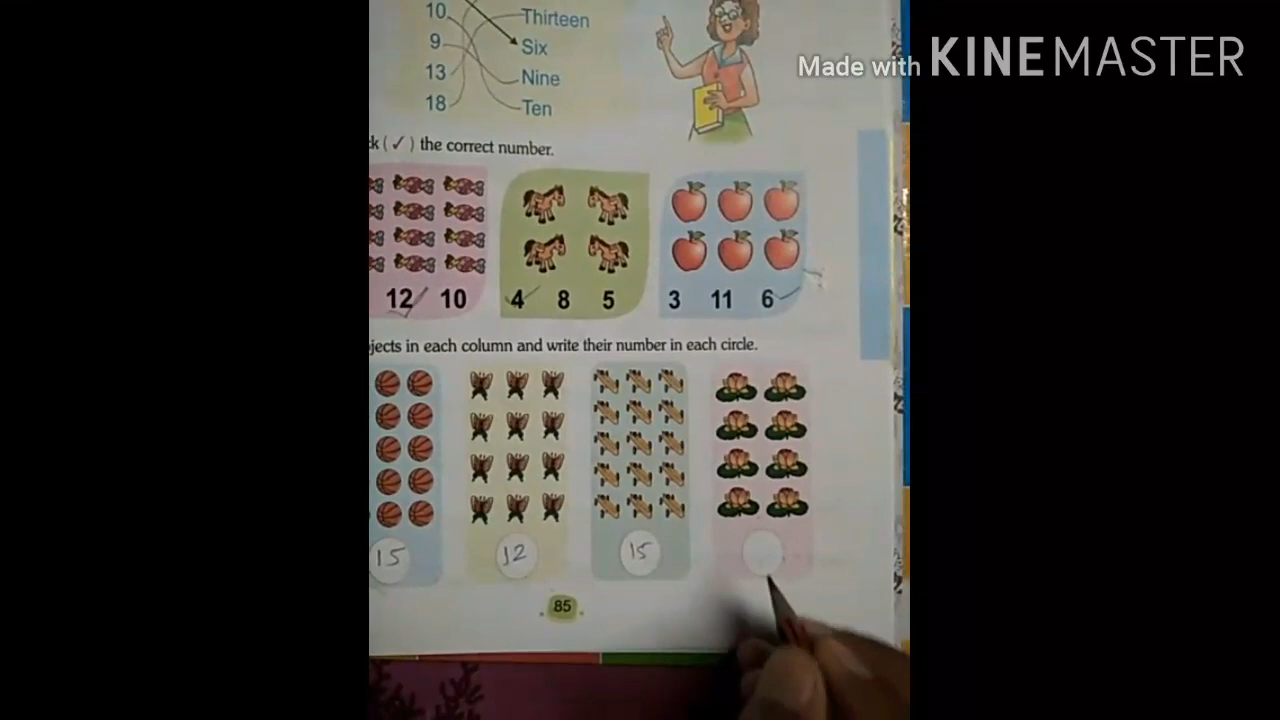 Made with KINEMASTER
10 Thirteen
9 Six
13 Nine
18 Ten
(✓) the correct number.
12 10 4 8 5 3 11 6
in each column and write their number in each circle.
15 12 15
85